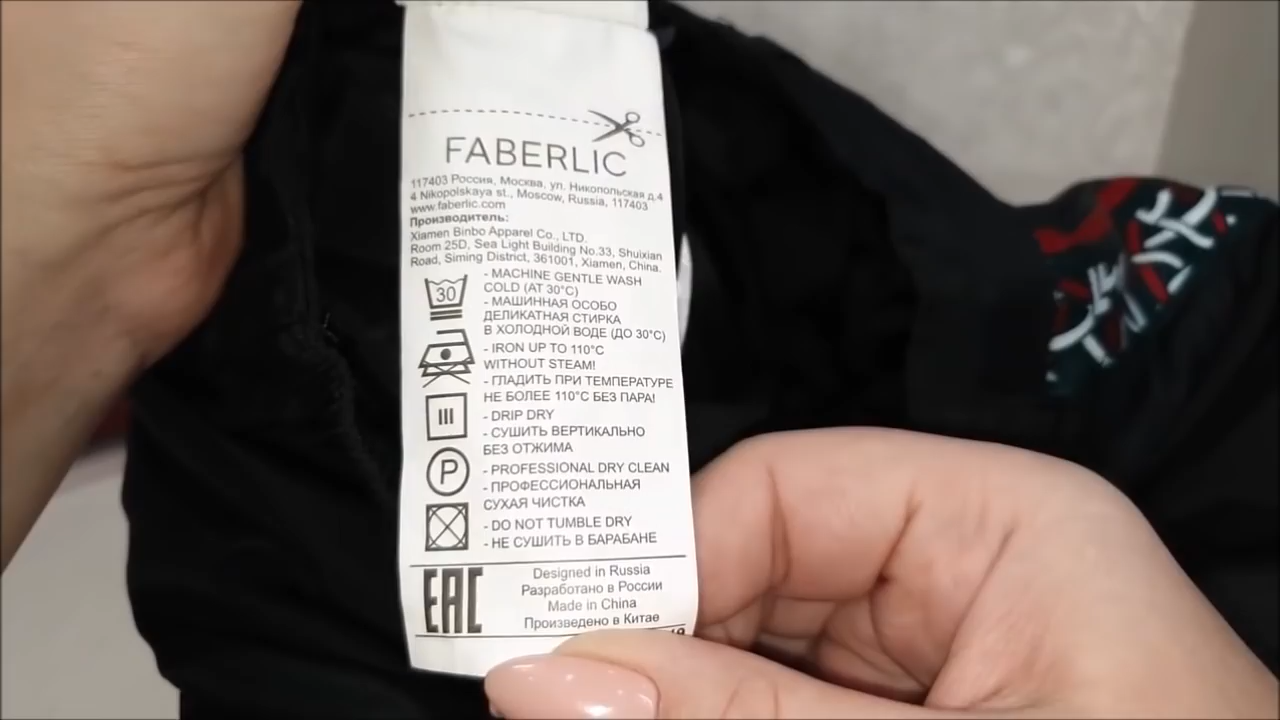 FABERLIC
117403 Россия, Москва, ул. Никопольская д.4
4 Nikopolskaya st., Moscow, Russia, 117403
www.faberlic.com
Производитель:
Xiamen Binbo Apparel Co., LTD.
Room 25D, Sea Light Building No.33, Shuixian
Road, Siming District, 361001, Xiamen, China.
30
- MACHINE GENTLE WASH
COLD (AT 30°C)
- МАШИННАЯ ОСОБО
ДЕЛИКАТНАЯ СТИРКА
В ХОЛОДНОЙ ВОДЕ (ДО 30°C)
- IRON UP TO 110°C
WITHOUT STEAM!
- ГЛАДИТЬ ПРИ ТЕМПЕРАТУРЕ
НЕ БОЛЕЕ 110°C БЕЗ ПАРА!
- DRIP DRY
- СУШИТЬ ВЕРТИКАЛЬНО
БЕЗ ОТЖИМА
P
- PROFESSIONAL DRY CLEAN
- ПРОФЕССИОНАЛЬНАЯ
СУХАЯ ЧИСТКА
- DO NOT TUMBLE DRY
- НЕ СУШИТЬ В БАРАБАНЕ
EAC
Designed in Russia
Разработано в России
Made in China
Произведено в Китае